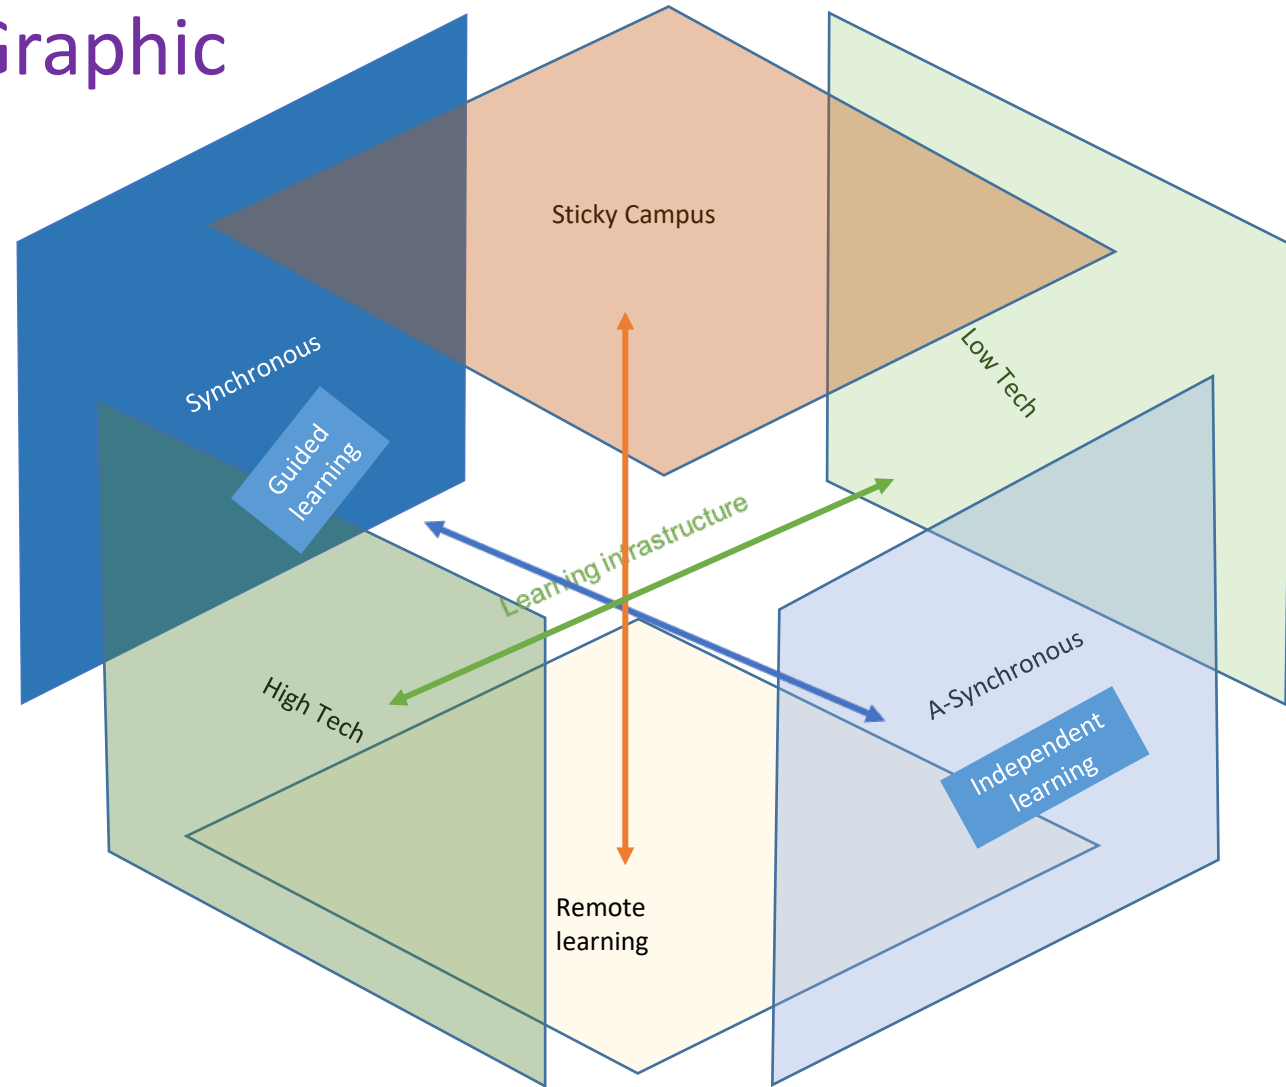 Graphic
Sticky Campus
Synchronous
Low Tech
Guided
learning
Learning infrastructure
A-Synchronous
High Tech
Independent
learning
Remote
learning